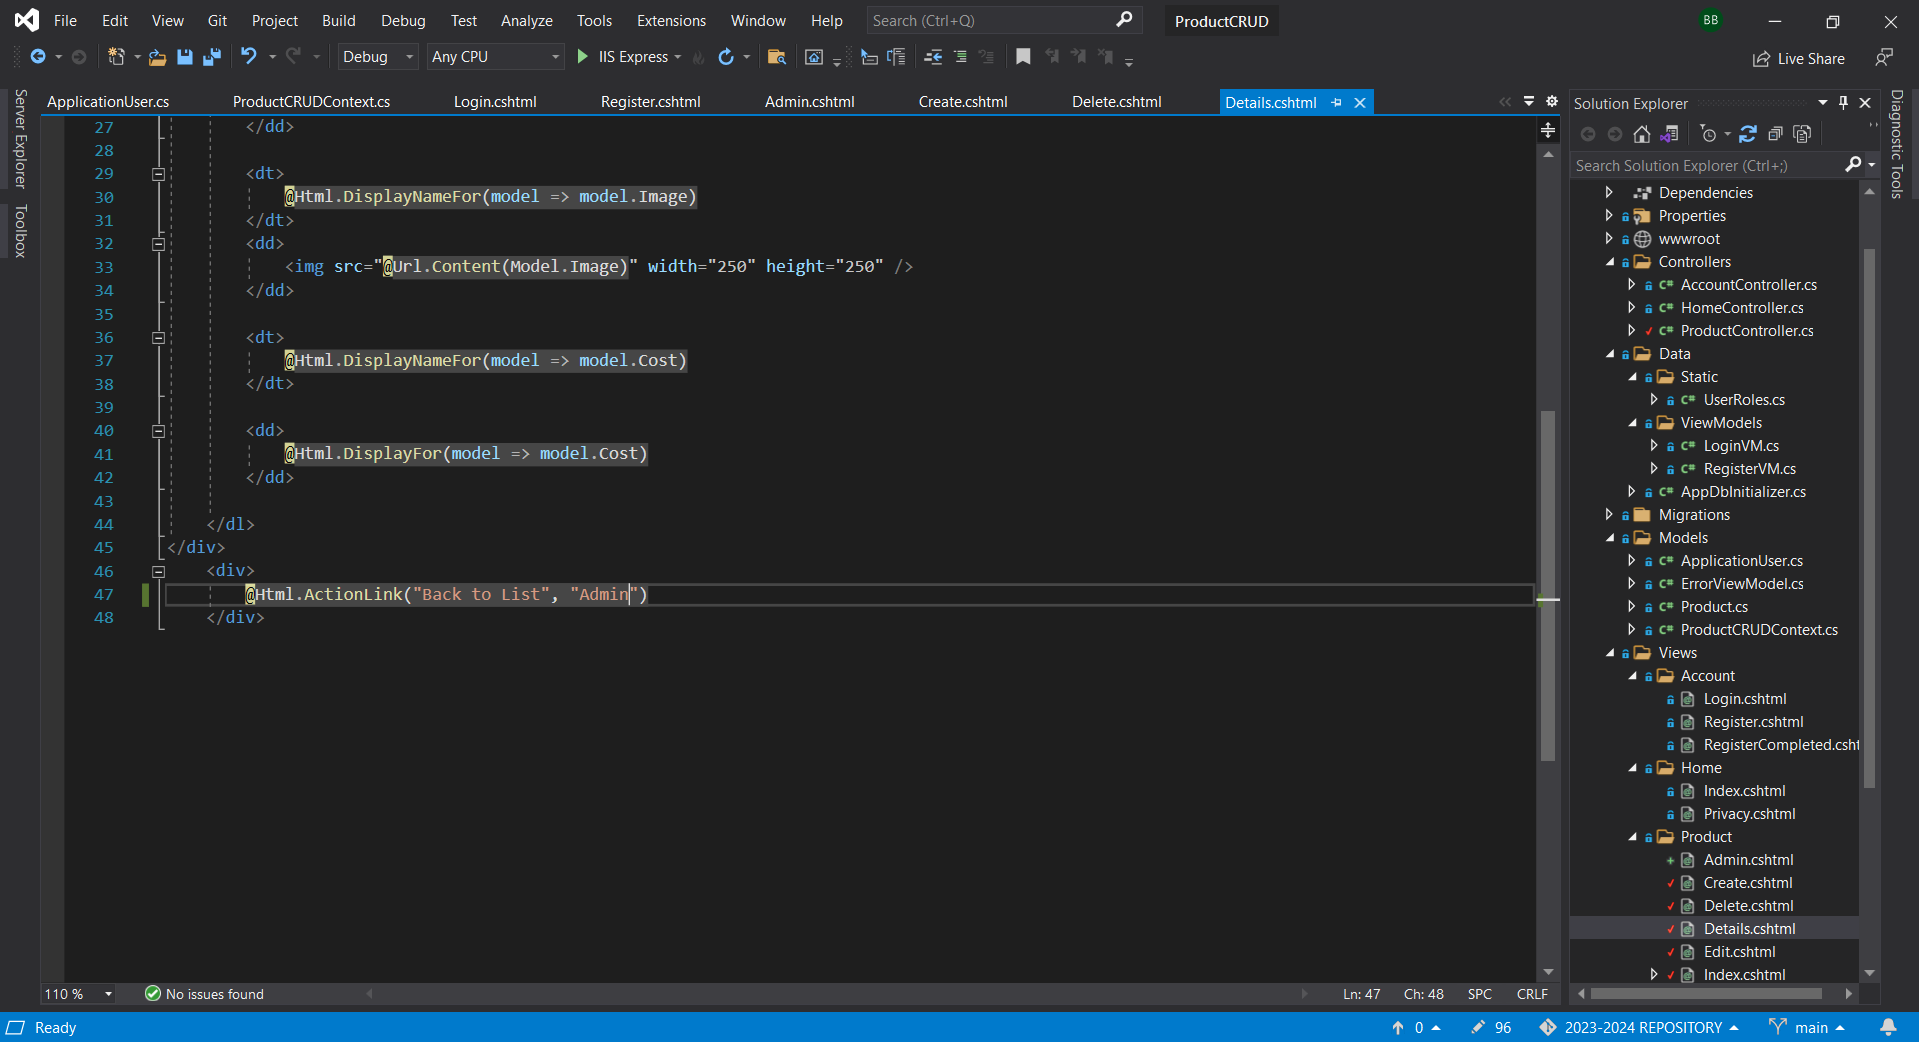 File Edit View Git Project Build Debug Test Analyze Tools Extensions Window Help Search (Ctrl+Q) ProductCRUD BB
Debug Any CPU IIS Express Live Share
Server Explorer
Toolbox
ApplicationUser.cs ProductCRUDContext.cs Login.cshtml Register.cshtml Admin.cshtml Create.cshtml Delete.cshtml Details.cshtml
27 </dd>
28
29 <dt>
30 @Html.DisplayNameFor(model => model.Image)
31 </dt>
32 <dd>
33 <img src="@Url.Content(Model.Image)" width="250" height="250" />
34 </dd>
35
36 <dt>
37 @Html.DisplayNameFor(model => model.Cost)
38 </dt>
39
40 <dd>
41 @Html.DisplayFor(model => model.Cost)
42 </dd>
43
44 </dl>
45 </div>
46 <div>
47 @Html.ActionLink("Back to List", "Admin")
48 </div>
110 % No issues found Ln: 47 Ch: 48 SPC CRLF
Solution Explorer
Search Solution Explorer (Ctrl+;)
Dependencies
Properties
wwwroot
Controllers
C# AccountController.cs
C# HomeController.cs
C# ProductController.cs
Data
Static
C# UserRoles.cs
ViewModels
C# LoginVM.cs
C# RegisterVM.cs
C# AppDbInitializer.cs
Migrations
Models
C# ApplicationUser.cs
C# ErrorViewModel.cs
C# Product.cs
C# ProductCRUDContext.cs
Views
Account
Login.cshtml
Register.cshtml
RegisterCompleted.csht
Home
Index.cshtml
Privacy.cshtml
Product
Admin.cshtml
Create.cshtml
Delete.cshtml
Details.cshtml
Edit.cshtml
Index.cshtml
Diagnostic Tools
Ready 0 96 2023-2024 REPOSITORY main